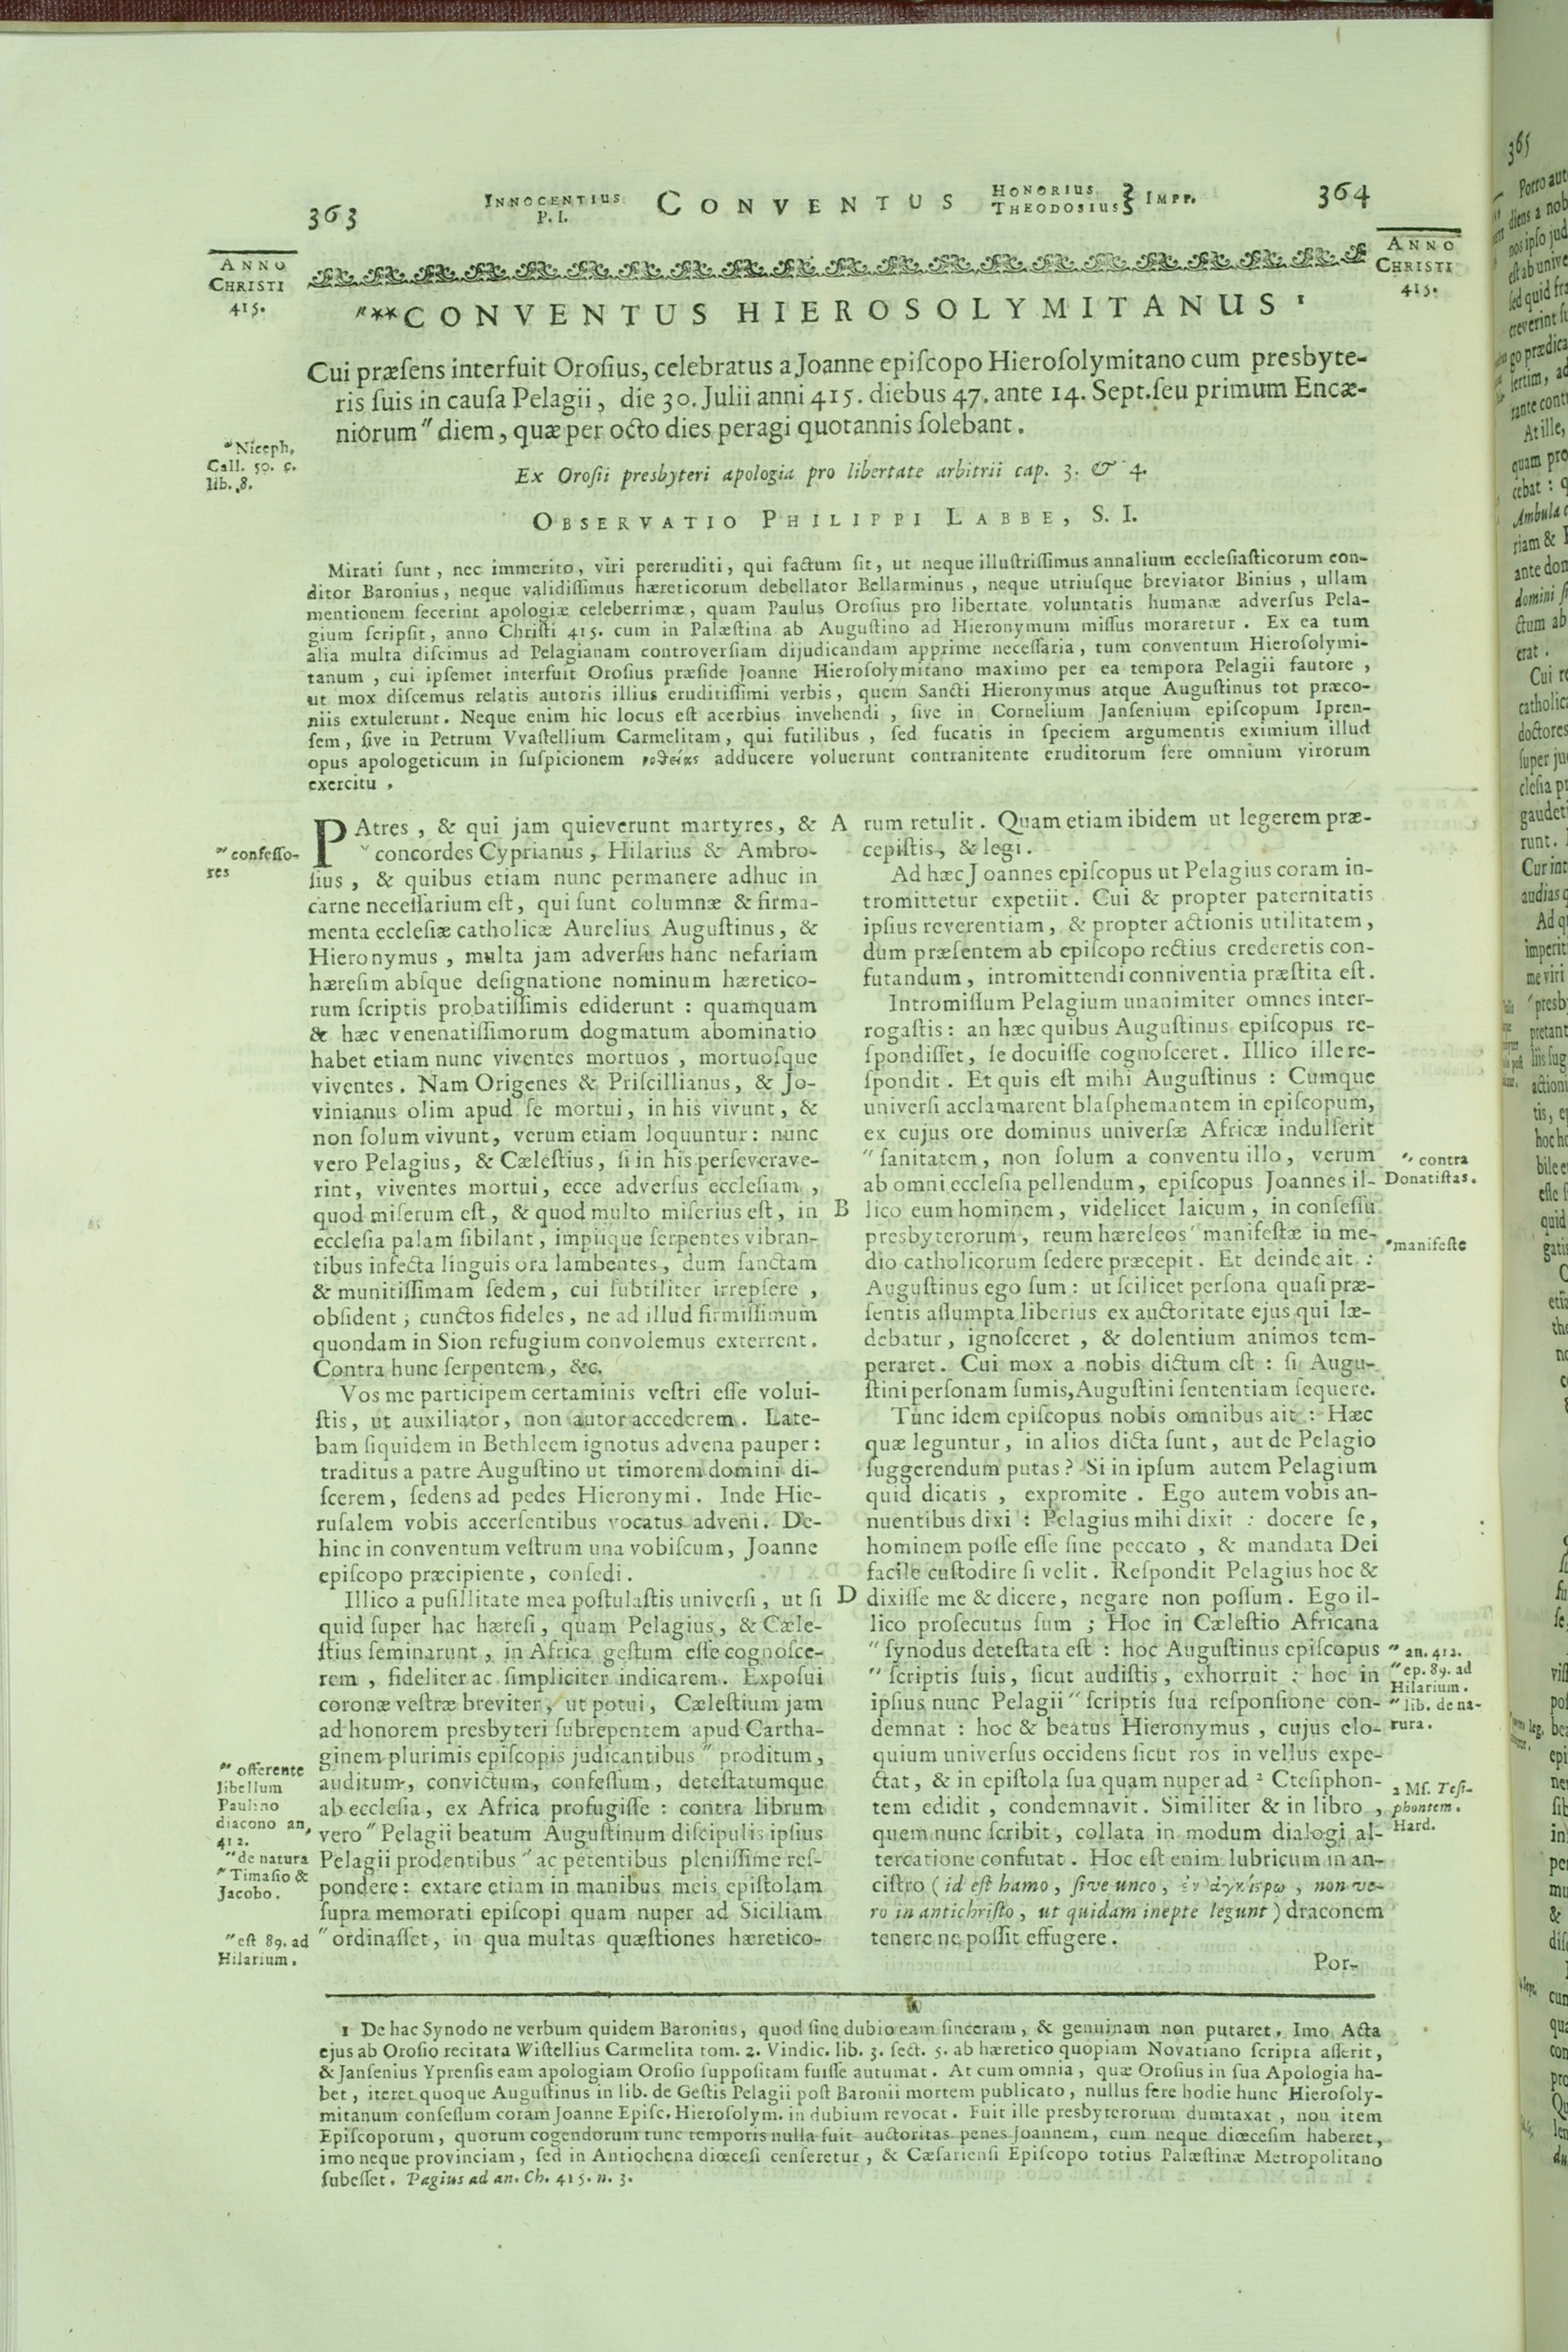 363 INNOCENTIUS P. I. CONVENTUS HONORIUS THEODOSIUS } IMPP. 364
ANNO CHRISTI 415.
ANNO CHRISTI 415.
"**CONVENTUS HIEROSOLYMITANUS ¹
Cui præſens interfuit Oroſius, celebratus a Joanne epiſcopo Hieroſolymitano cum presbyte-
ris ſuis in cauſa Pelagii, die 30. Julii anni 415. diebus 47. ante 14. Sept. ſeu primum Encæ-
niorum " diem, quæ per octo dies peragi quotannis ſolebant.
" Niceph.
Call. 50. c.
lib. 8.
Ex Oroſii presbyteri apologia pro libertate arbitrii cap. 3. & 4.
OBSERVATIO PHILIPPI LABBE, S. I.
Mirati ſunt, nec immerito, viri pereruditi, qui factum ſit, ut neque illuſtriſſimus annalium eccleſiaſticorum con-
ditor Baronius, neque validiſſimus hæreticorum debellator Bellarminus, neque utriuſque breviator Binius, ullam
mentionem fecerint apologiæ celeberrimæ, quam Paulus Oroſius pro libertate voluntatis humanæ adverſus Pela-
gium ſcripſit, anno Chriſti 415. cum in Palæſtina ab Auguſtino ad Hieronymum miſſus moraretur. Ex ea tum
alia multa diſcimus ad Pelagianam controverſiam dijudicandam apprime neceſſaria, tum conventum Hieroſolymi-
tanum, cui ipſemet interfuit Oroſius præſide Joanne Hieroſolymitano maximo per ea tempora Pelagii fautore,
ut mox diſcemus relatis autoris illius eruditiſſimi verbis, quem Sancti Hieronymus atque Auguſtinus tot præco-
niis extulerunt. Neque enim hic locus eſt acerbius invehendi, ſive in Cornelium Janſenium epiſcopum Ipren-
ſem, ſive in Petrum Vvaſtellium Carmelitam, qui futilibus, ſed fucatis in ſpeciem argumentis eximium illud
opus apologeticum in ſuſpicionem νοθείας adducere voluerunt contranitente eruditorum fere omnium virorum
exercitu.
PAtres, & qui jam quieverunt martyres, &
" concordes Cyprianus, Hilarius & Ambro-
ſius, & quibus etiam nunc permanere adhuc in
carne neceſſarium eſt, qui ſunt columnæ & firma-
menta eccleſiæ catholicæ Aurelius Auguſtinus, &
Hieronymus, multa jam adverſus hanc nefariam
hæreſim abſque deſignatione nominum hæretico-
rum ſcriptis probatiſſimis ediderunt: quamquam
& hæc venenatiſſimorum dogmatum abominatio
habet etiam nunc viventes mortuos, mortuoſque
viventes. Nam Origenes & Priſcillianus, & Jo-
vinianus olim apud ſe mortui, in his vivunt, &
non ſolum vivunt, verum etiam loquuntur: nunc
vero Pelagius, & Cæleſtius, ſi in his perſeverave-
rint, viventes mortui, ecce adverſus eccleſiam,
quod miſerum eſt, & quod multo miſerius eſt, in
eccleſia palam ſibilant, impiique ſerpentes vibran-
tibus infecta linguis ora lambentes, dum ſanctam
& munitiſſimam ſedem, cui ſubtiliter irrepſere,
obſident; cunctos fideles, ne ad illud firmiſſimum
quondam in Sion refugium convolemus exterrent.
Contra hunc ſerpentem, &c.
Vos me participem certaminis veſtri eſſe volui-
ſtis, ut auxiliator, non autor accederem. Late-
bam ſiquidem in Bethleem ignotus advena pauper:
traditus a patre Auguſtino ut timorem domini di-
ſcerem, ſedens ad pedes Hieronymi. Inde Hie-
ruſalem vobis accerſentibus vocatus adveni. De-
hinc in conventum veſtrum una vobiſcum, Joanne
epiſcopo præcipiente, conſedi.
Illico a puſillitate mea poſtulaſtis univerſi, ut ſi
quid ſuper hac hæreſi, quam Pelagius, & Cæle-
ſtius ſeminarunt, in Africa geſtum eſſe cognoſce-
rem, fideliter ac ſimpliciter indicarem. Expoſui
coronæ veſtræ breviter, ut potui, Cæleſtium jam
ad honorem presbyteri ſubrepentem apud Cartha-
ginem plurimis epiſcopis judicantibus " proditum,
auditum, convictum, confeſſum, deteſtatumque
ab eccleſia, ex Africa profugiſſe: contra librum
vero " Pelagii beatum Auguſtinum diſcipulis ipſius
Pelagii prodentibus " ac petentibus pleniſſime reſ-
pondere: extare etiam in manibus meis epiſtolam
ſupra memorati epiſcopi quam nuper ad Siciliam
" ordinaſſet, in qua multas quæſtiones hæretico-
" confeſſo-
res
" offerente
libellum
Paulino
diacono an.
412.
" de natura
" Timaſio &
Jacobo.
" eſt 89. ad
Hilarium.
A
B
D
rum retulit. Quam etiam ibidem ut legerem præ-
cepiſtis, & legi.
Ad hæc Joannes epiſcopus ut Pelagius coram in-
tromittetur expetiit. Cui & propter paternitatis
ipſius reverentiam, & propter actionis utilitatem,
dum præſentem ab epiſcopo rectius crederetis con-
futandum, intromittendi conniventia præſtita eſt.
Intromiſſum Pelagium unanimiter omnes inter-
rogaſtis: an hæc quibus Auguſtinus epiſcopus re-
ſpondiſſet, ſe docuiſſe cognoſceret. Illico ille re-
ſpondit. Et quis eſt mihi Auguſtinus: Cumque
univerſi acclamarent blaſphemantem in epiſcopum,
ex cujus ore dominus univerſæ Africæ indulſerit
" ſanitatem, non ſolum a conventu illo, verum
ab omni eccleſia pellendum, epiſcopus Joannes il-
lico eum hominem, videlicet laicum, in conſeſſu
presbyterorum, reum hæreſeos " manifeſtæ in me-
dio catholicorum ſedere præcepit. Et deinde ait:
Auguſtinus ego ſum: ut ſcilicet perſona quaſi præ-
ſentis aſſumpta liberius ex auctoritate ejus qui læ-
debatur, ignoſceret, & dolentium animos tem-
peraret. Cui mox a nobis dictum eſt: ſi Augu-
ſtini perſonam ſumis, Auguſtini ſententiam ſequere.
Tunc idem epiſcopus nobis omnibus ait: Hæc
quæ leguntur, in alios dicta ſunt, aut de Pelagio
ſuggerendum putas? Si in ipſum autem Pelagium
quid dicatis, expromite. Ego autem vobis an-
nuentibus dixi: Pelagius mihi dixit: docere ſe,
hominem poſſe eſſe ſine peccato, & mandata Dei
facile cuſtodire ſi velit. Reſpondit Pelagius hoc &
dixiſſe me & dicere, negare non poſſum. Ego il-
lico proſecutus ſum; Hoc in Cæleſtio Africana
" ſynodus deteſtata eſt: hoc Auguſtinus epiſcopus
" ſcriptis ſuis, ſicut audiſtis, exhorruit: hoc in
ipſius nunc Pelagii " ſcriptis ſua reſponſione con-
demnat: hoc & beatus Hieronymus, cujus elo-
quium univerſus occidens ſicut ros in vellus expe-
ctat, & in epiſtola ſua quam nuper ad ² Cteſiphon-
tem edidit, condemnavit. Similiter & in libro,
quem nunc ſcribit, collata in modum dialogi al-
tercatione confutat. Hoc eſt enim lubricum in an-
ciſtro (id eſt hamo, ſive unco, ἐν ἀγκίςρῳ, non ve-
ro in antichriſto, ut quidam inepte legunt) draconem
tenere ne poſſit effugere.
Por-
" contra
Donatiſtas.
" manifeſte
" an. 412.
" ep. 89. ad
Hilarium.
" lib. de na-
tura.
2 Mſ. Teſi-
phontem.
Hard.
1 De hac Synodo ne verbum quidem Baronius, quod ſine dubio eam ſinceram, & genuinam non putaret. Imo Acta
ejus ab Oroſio recitata Wiſtellius Carmelita tom. 2. Vindic. lib. 3. ſect. 5. ab hæretico quopiam Novatiano ſcripta aſſerit,
& Janſenius Yprenſis eam apologiam Oroſio ſuppoſitam fuiſſe autumat. At cum omnia, quæ Oroſius in ſua Apologia ha-
bet, iteret quoque Auguſtinus in lib. de Geſtis Pelagii poſt Baronii mortem publicato, nullus fere hodie hunc Hieroſoly-
mitanum conſeſſum coram Joanne Epiſc. Hieroſolym. in dubium revocat. Fuit ille presbyterorum dumtaxat, non item
Epiſcoporum, quorum cogendorum tunc temporis nulla fuit auctoritas penes Joannem, cum neque diœceſim haberet,
imo neque provinciam, ſed in Antiochena diœceſi cenſeretur, & Cæſarienſi Epiſcopo totius Palæſtinæ Metropolitano
ſubeſſet. Pagius ad an. Ch. 415. n. 3.
365